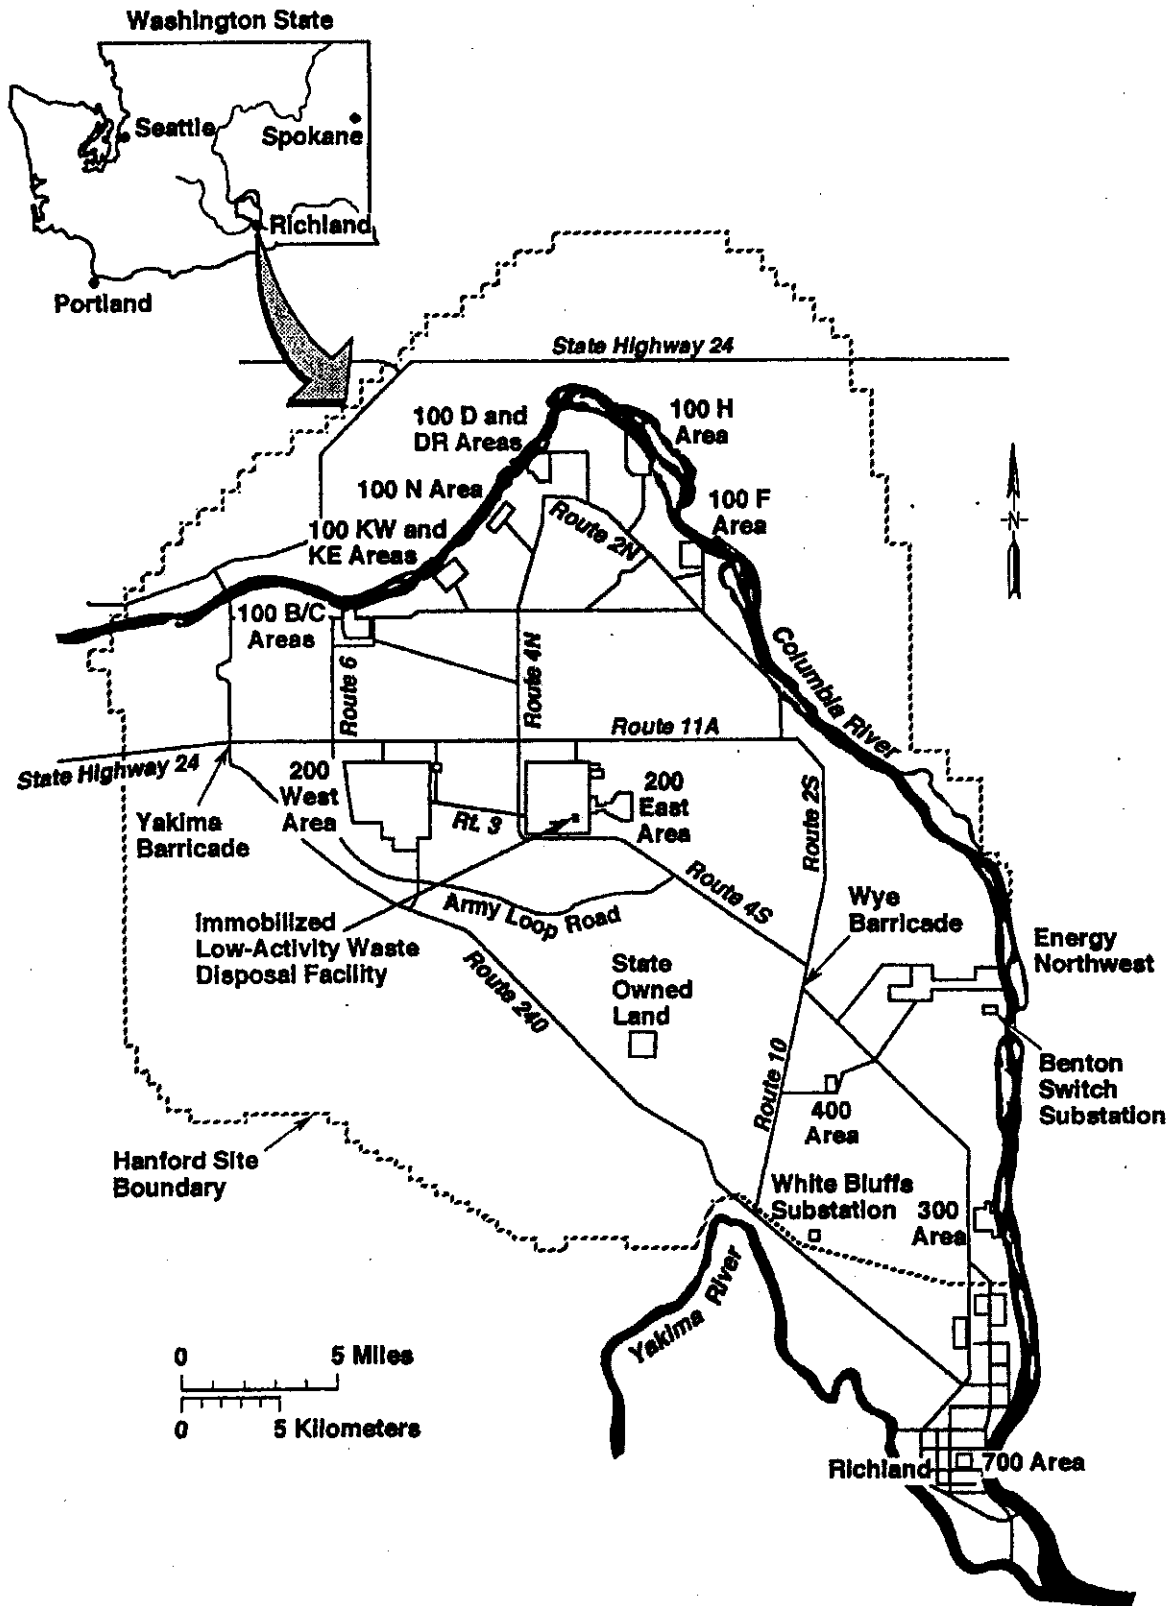 Washington State
Seattle
Spokane
Richland
Portland
State Highway 24
100 D and
DR Areas
100 H
Area
100 N Area
100 F
Area
Route 2N
100 KW and
KE Areas
N
100 B/C
Areas
Route 6
Route 4N
Columbia River
Route 11A
State Highway 24
200
West
Area
200
East
Area
Yakima
Barricade
Rt. 3
Route 2S
Route 4S
Wye
Barricade
Army Loop Road
Immobilized
Low-Activity Waste
Disposal Facility
Energy
Northwest
State
Owned
Land
Route 240
Route 10
Benton
Switch
Substation
400
Area
Hanford Site
Boundary
White Bluffs
Substation
300
Area
Yakima River
0 5 Miles
0 5 Kilometers
Richland
700 Area